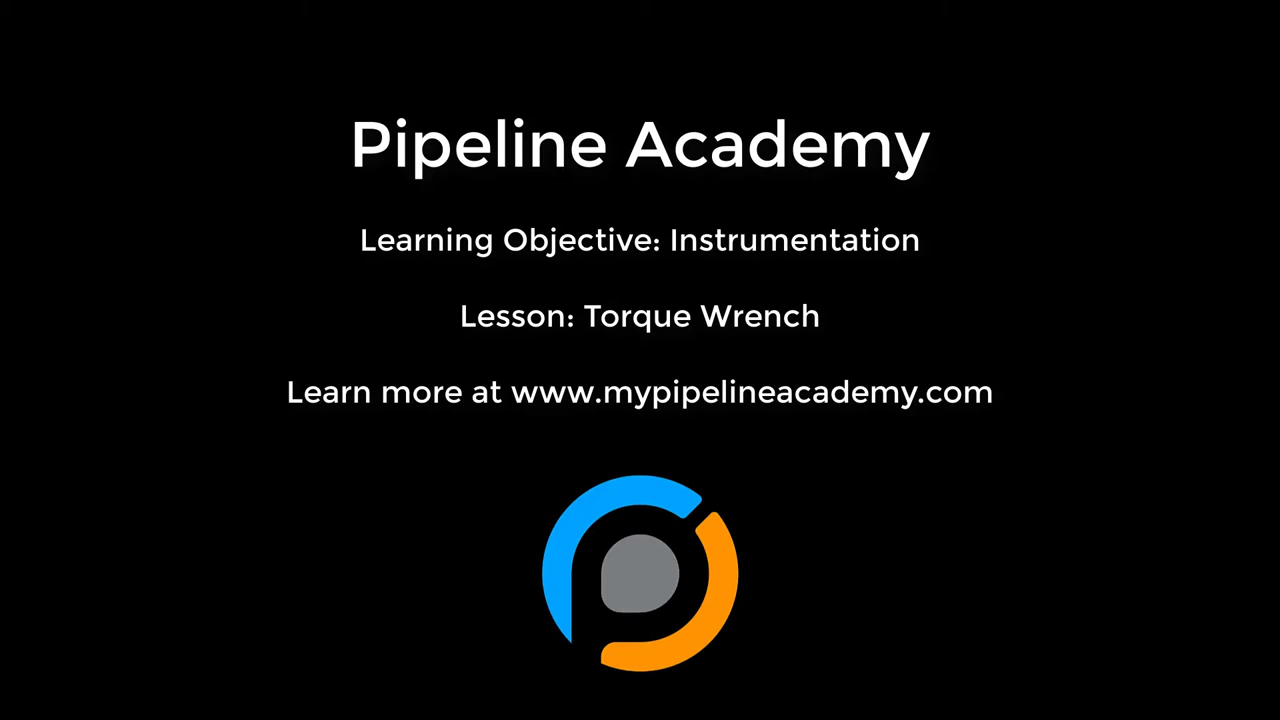 Pipeline Academy
Learning Objective: Instrumentation
Lesson: Torque Wrench
Learn more at www.mypipelineacademy.com